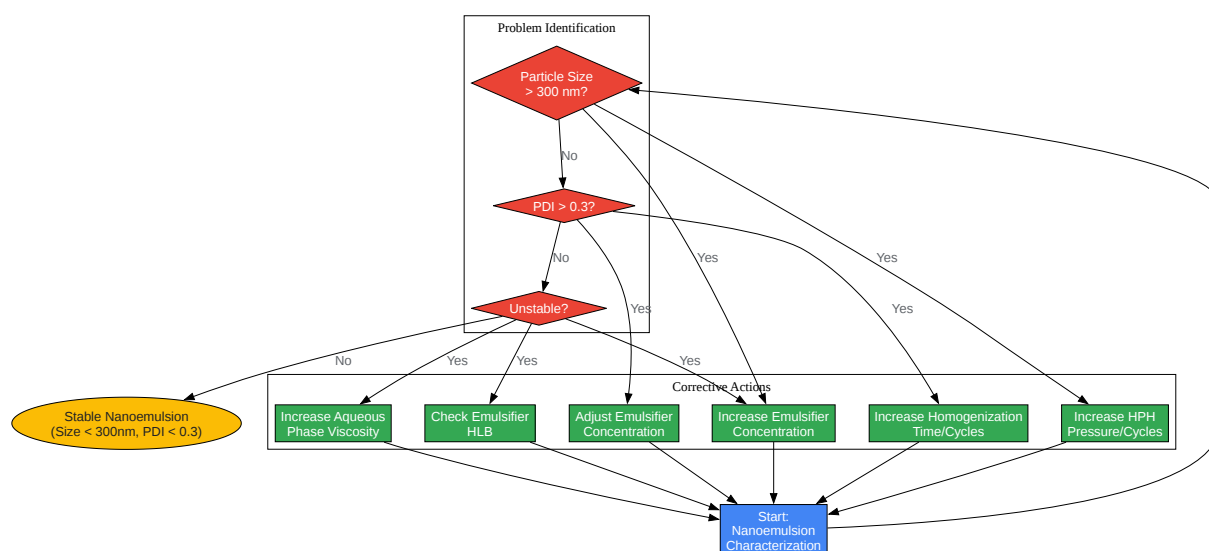 Problem Identification
Particle Size
> 300 nm?
No
PDI > 0.3?
No
Yes
Yes
Unstable?
Yes
Yes
No
Yes
Yes
Yes
Corrective Actions
Stable Nanoemulsion
(Size < 300nm, PDI < 0.3)
Increase Aqueous
Phase Viscosity
Check Emulsifier
HLB
Adjust Emulsifier
Concentration
Increase Emulsifier
Concentration
Increase Homogenization
Time/Cycles
Increase HPH
Pressure/Cycles
Start:
Nanoemulsion
Characterization